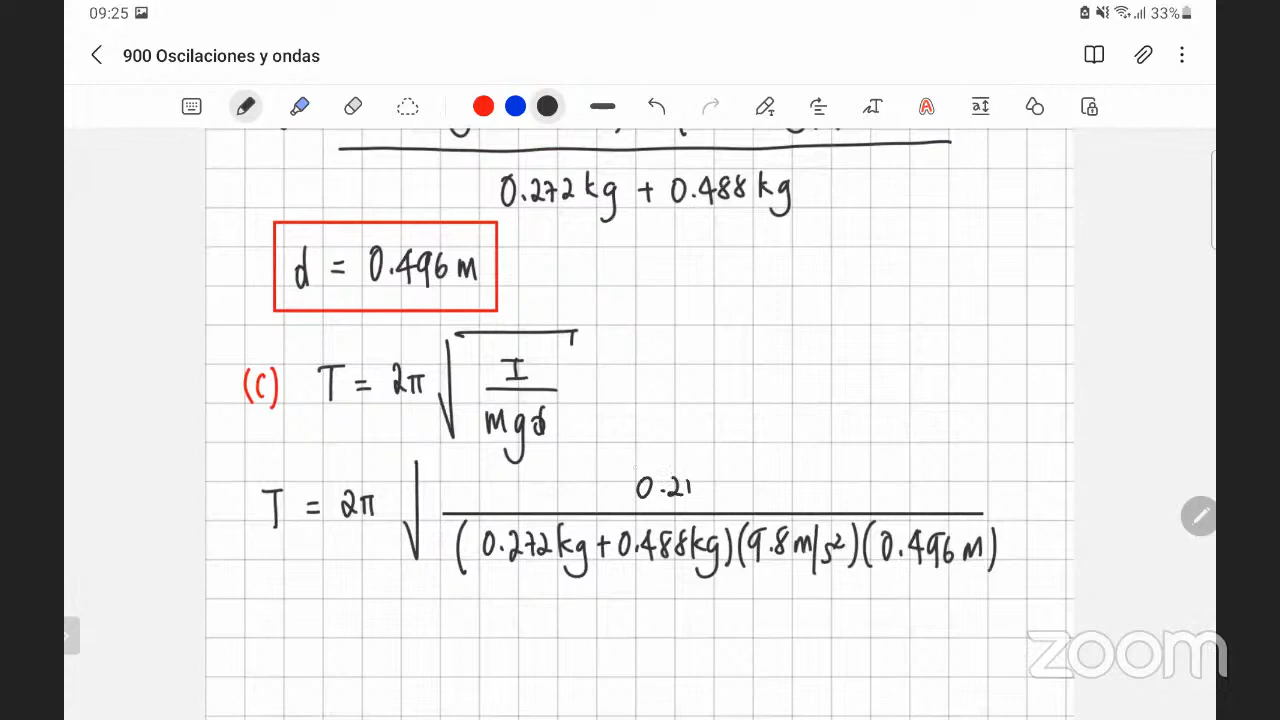 09:25
33%
900 Oscilaciones y ondas
0.272 kg + 0.488 kg
d = 0.496 m
(c) T = 2π √ I / mgd
T = 2π √ 0.21 / (0.272 kg + 0.488 kg)(9.8 m/s²)(0.496 m)
zoom